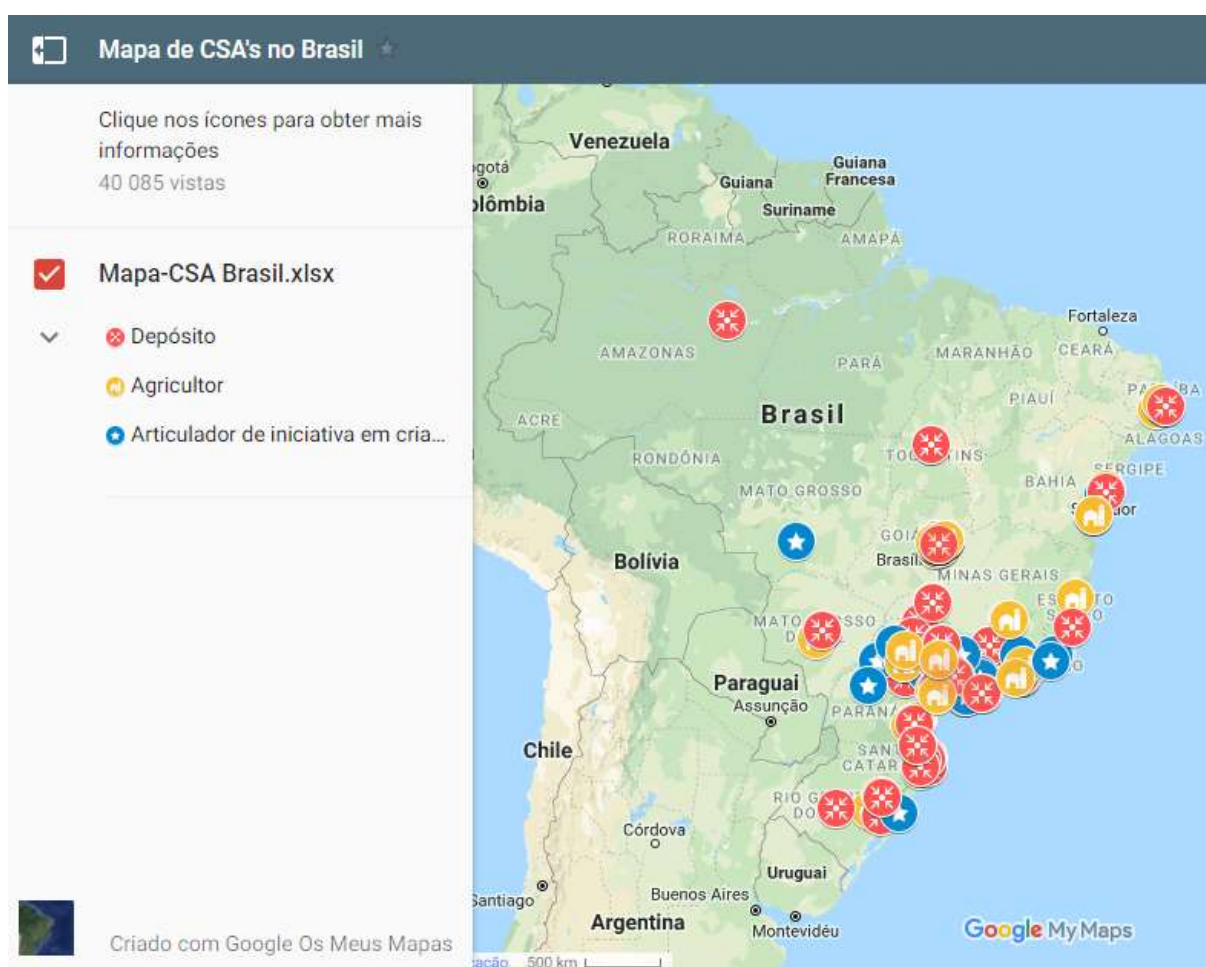 Mapa de CSA's no Brasil
Clique nos ícones para obter mais
informações
40 085 vistas
Mapa-CSA Brasil.xlsx
Depósito
Agricultor
Articulador de iniciativa em cria...
Criado com Google Os Meus Mapas
Venezuela
gotá
lômbia
Guiana
Guiana
Francesa
Suriname
RORAIMA
AMAPÁ
Fortaleza
AMAZONAS
PARÁ
MARANHÃO
CEARÁ
PIAUÍ
ACRE
Brasil
ALAGOAS
RONDÔNIA
SERGIPE
BAHIA
MATO GROSSO
Bolívia
MINAS GERAIS
Paraguai
Assunção
PARANÁ
Chile
Córdova
Uruguai
Santiago
Buenos Aires
Argentina
Montevidéu
500 km
Google My Maps